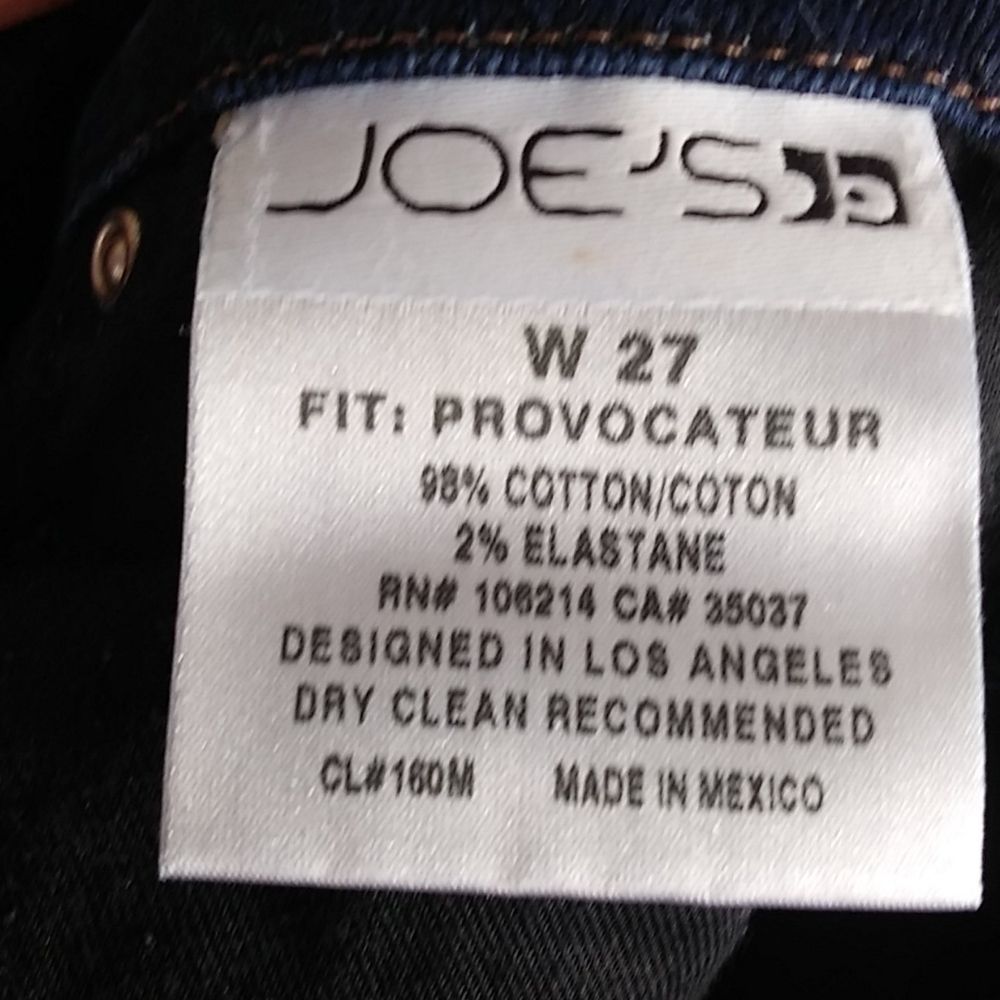 JOE'S
W 27
FIT: PROVOCATEUR
98% COTTON/COTON
2% ELASTANE
RN# 106214 CA# 35037
DESIGNED IN LOS ANGELES
DRY CLEAN RECOMMENDED
CL#160M MADE IN MEXICO